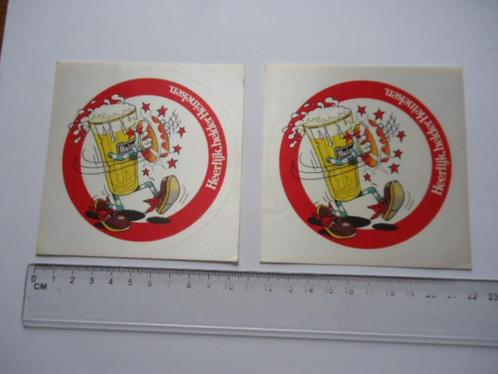 Heerlijk, helder Heineken.
Heerlijk, helder Heineken.
0 1 2 3 4 5 6 7 8 9 10 11 12 13 14 15 16 17 18 19 20 21 22 23
CM